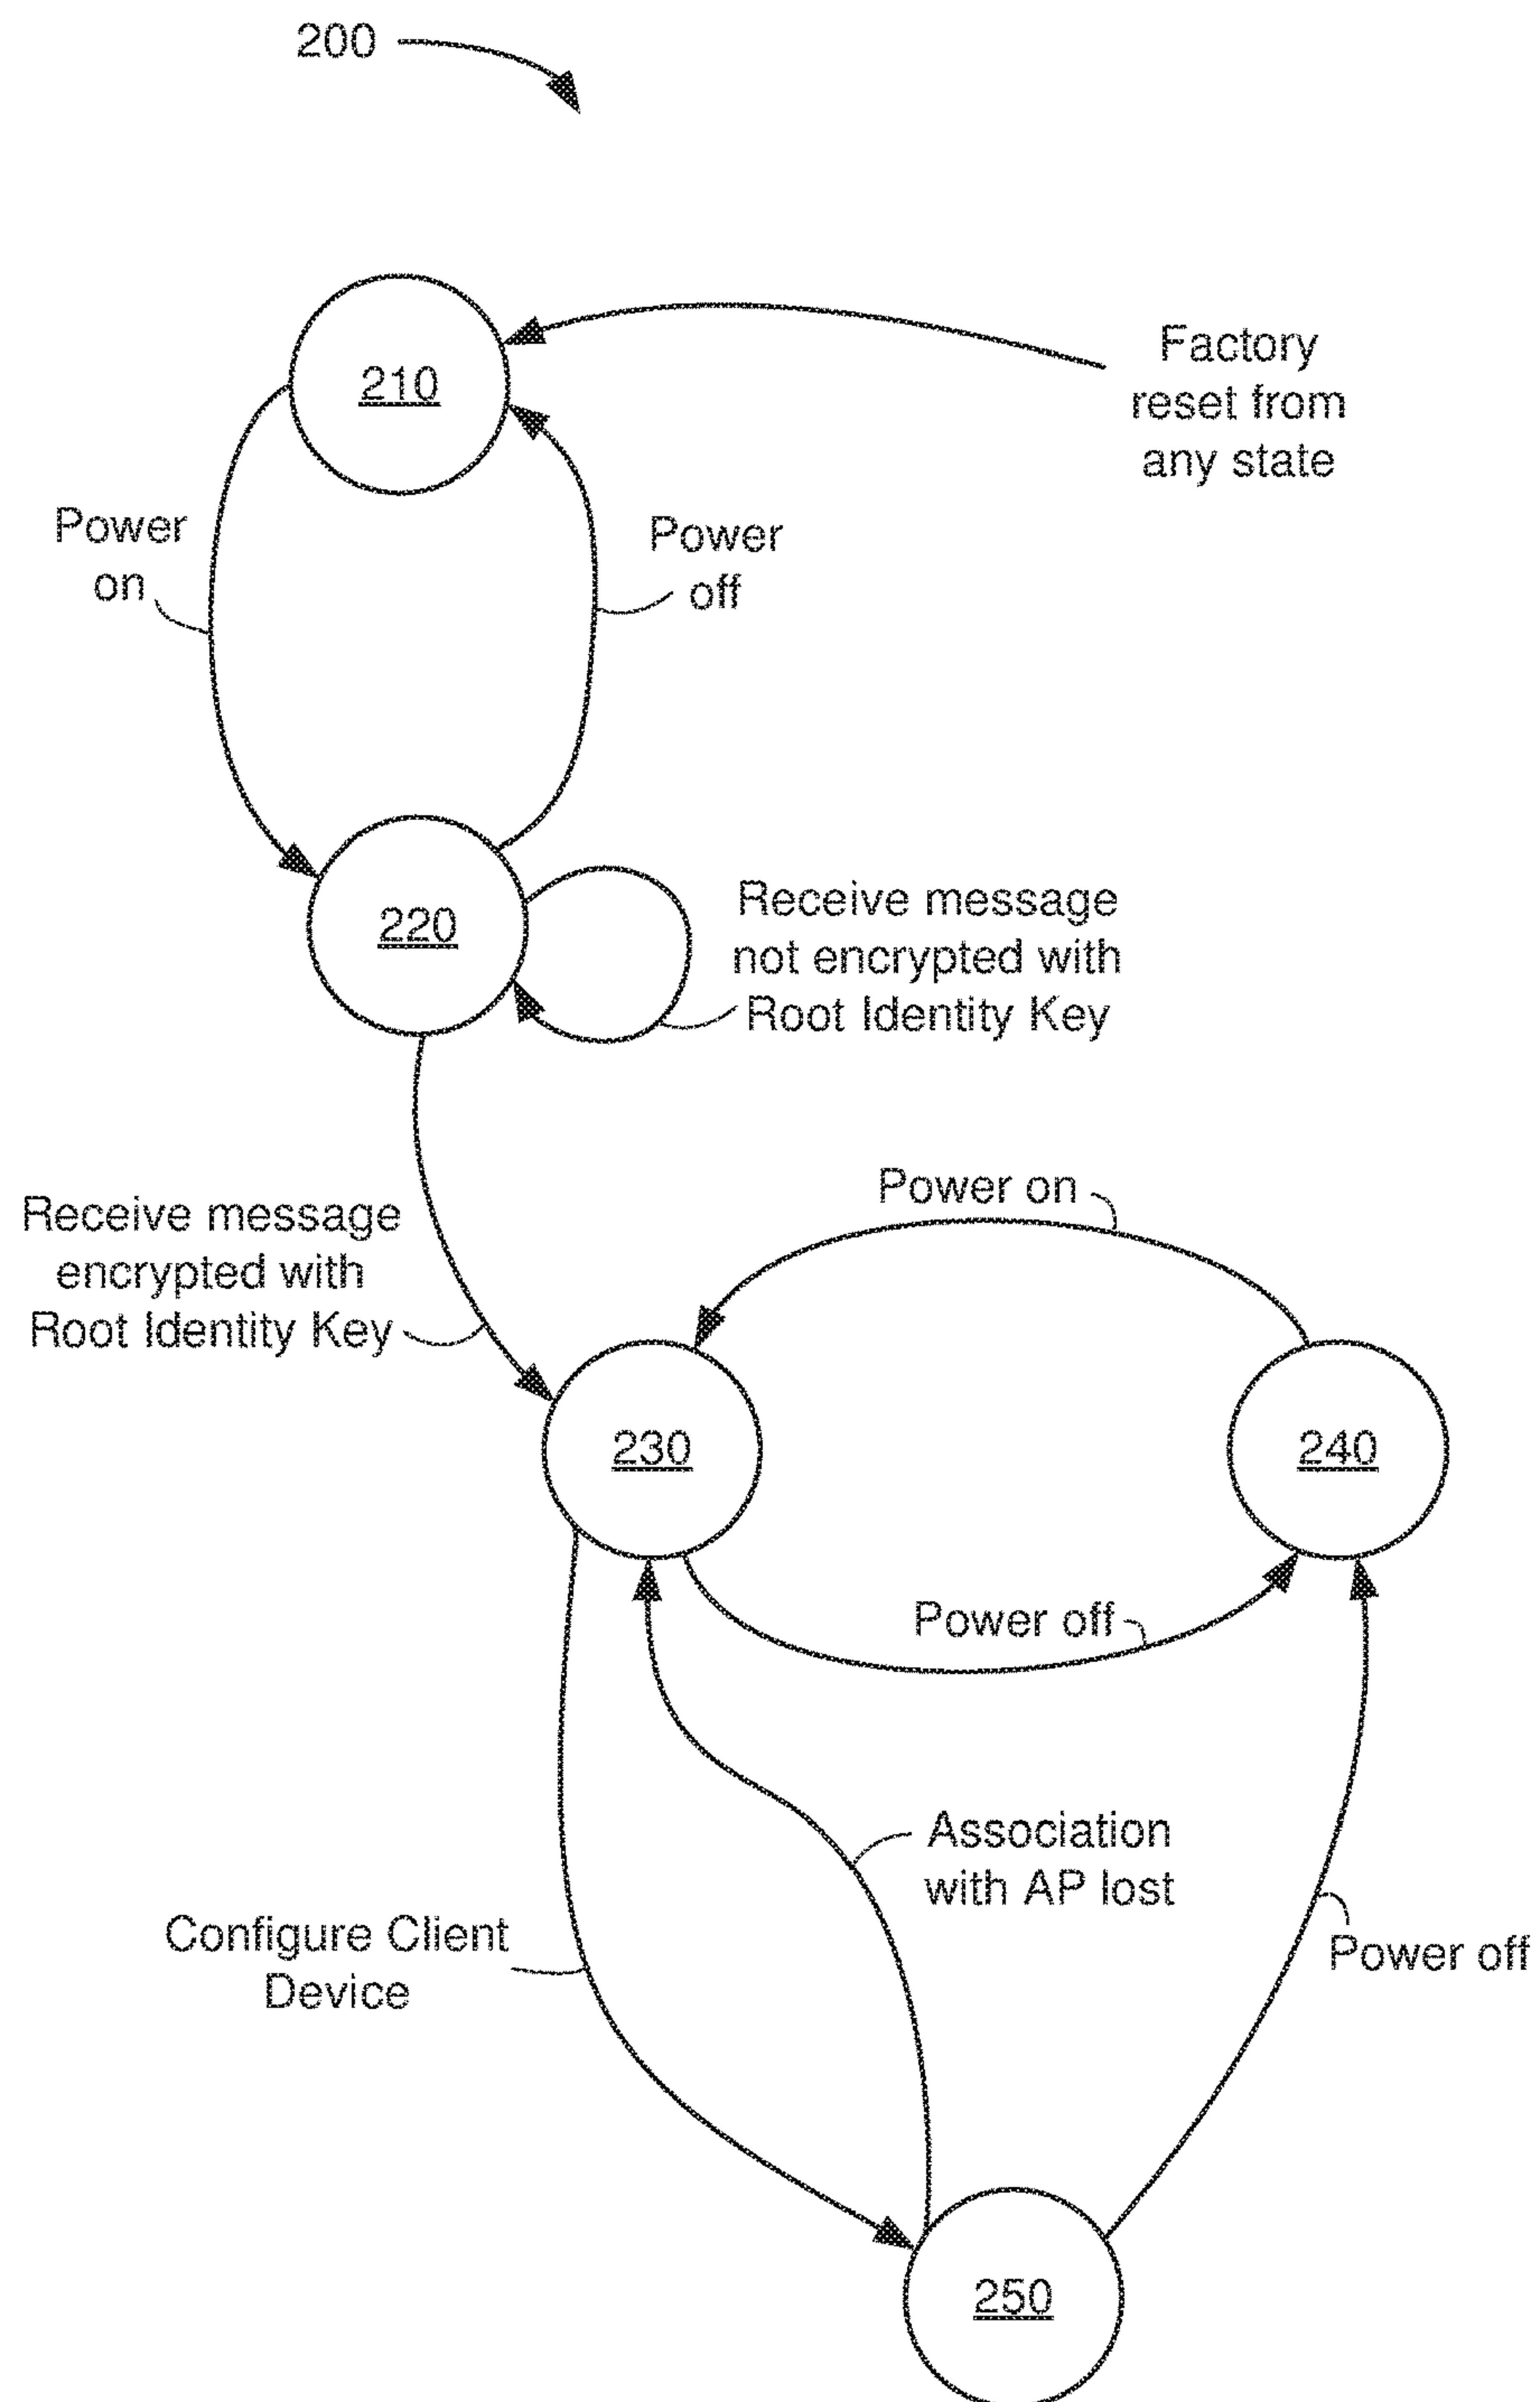 200
210
Factory
reset from
any state
Power
on
Power
off
220
Receive message
not encrypted with
Root Identity Key
Receive message
encrypted with
Root Identity Key
Power on
230
240
Power off
Association
with AP lost
Configure Client
Device
Power off
250